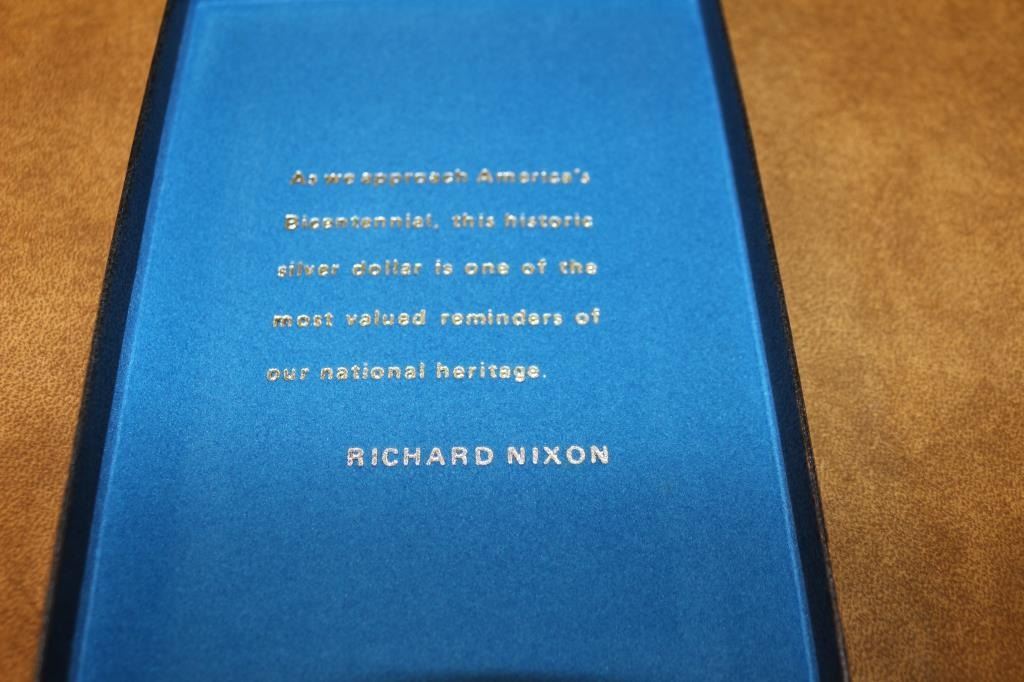 As we approach America's
Bicentennial, this historic
silver dollar is one of the
most valued reminders of
our national heritage.
RICHARD NIXON